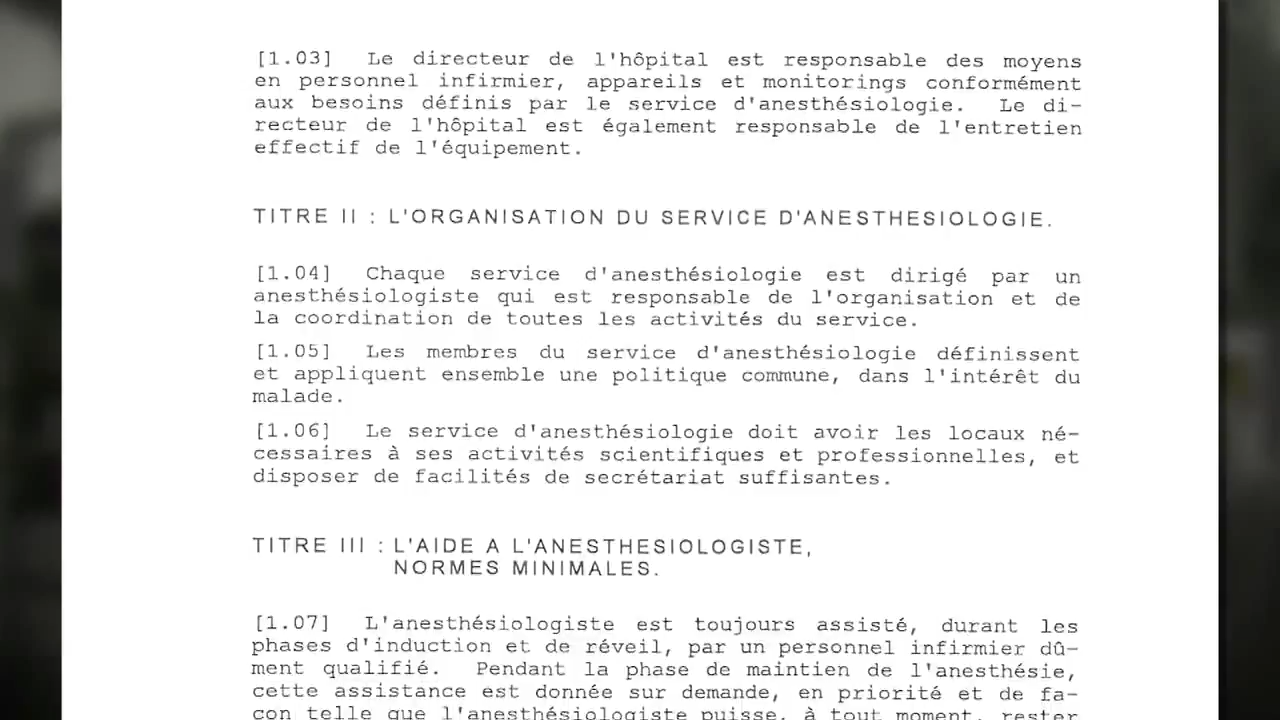 [1.03] Le directeur de l'hôpital est responsable des moyens
en personnel infirmier, appareils et monitorings conformément
aux besoins définis par le service d'anesthésiologie. Le di-
recteur de l'hôpital est également responsable de l'entretien
effectif de l'équipement.
TITRE II : L'ORGANISATION DU SERVICE D'ANESTHESIOLOGIE.
[1.04] Chaque service d'anesthésiologie est dirigé par un
anesthésiologiste qui est responsable de l'organisation et de
la coordination de toutes les activités du service.
[1.05] Les membres du service d'anesthésiologie définissent
et appliquent ensemble une politique commune, dans l'intérêt du
malade.
[1.06] Le service d'anesthésiologie doit avoir les locaux né-
cessaires à ses activités scientifiques et professionnelles, et
disposer de facilités de secrétariat suffisantes.
TITRE III : L'AIDE A L'ANESTHESIOLOGISTE,
NORMES MINIMALES.
[1.07] L'anesthésiologiste est toujours assisté, durant les
phases d'induction et de réveil, par un personnel infirmier dû-
ment qualifié. Pendant la phase de maintien de l'anesthésie,
cette assistance est donnée sur demande, en priorité et de fa-
çon telle que l'anesthésiologiste puisse, à tout moment, rester